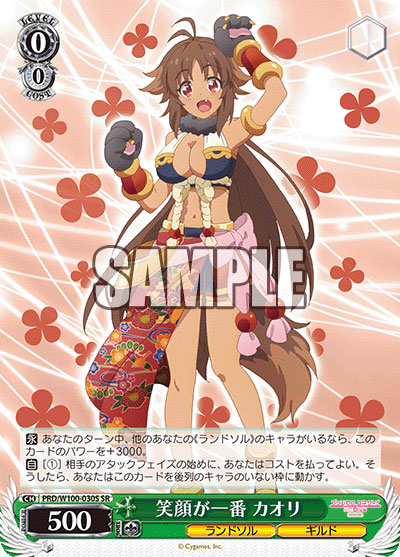 LEVEL
0
0
COST
SAMPLE
永 あなたのターン中、他のあなたの《ランドソル》のキャラがいるなら、この
カードのパワーを+3000。
自 [①] 相手のアタックフェイズの始めに、あなたはコストを払ってよい。そ
うしたら、あなたはこのカードを後列のキャラのいない枠に動かす。
CH PRD/W100-030S SR
500
笑顔が一番 カオリ
ランドソル
ギルド
© Cygames, Inc.